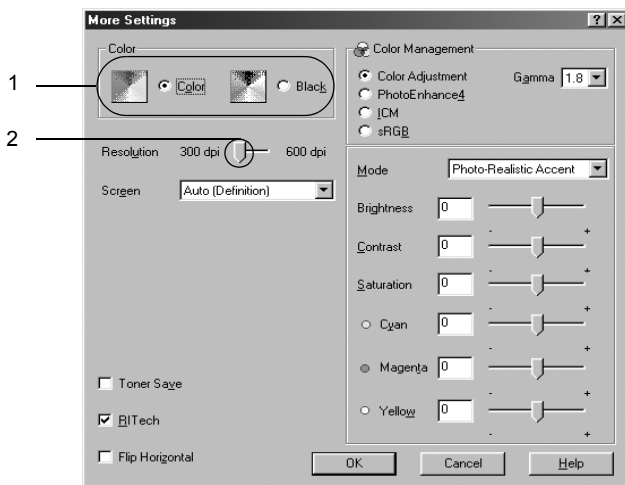 More Settings
Color
1
Color
Black
2
Resolution 300 dpi 600 dpi
Screen Auto (Definition)
Toner Save
RITech
Flip Horizontal
Color Management
Color Adjustment
Gamma 1.8
PhotoEnhance4
ICM
sRGB
Mode Photo-Realistic Accent
Brightness 0
- +
Contrast 0
- +
Saturation 0
- +
Cyan 0
- +
Magenta 0
- +
Yellow 0
- +
OK Cancel Help